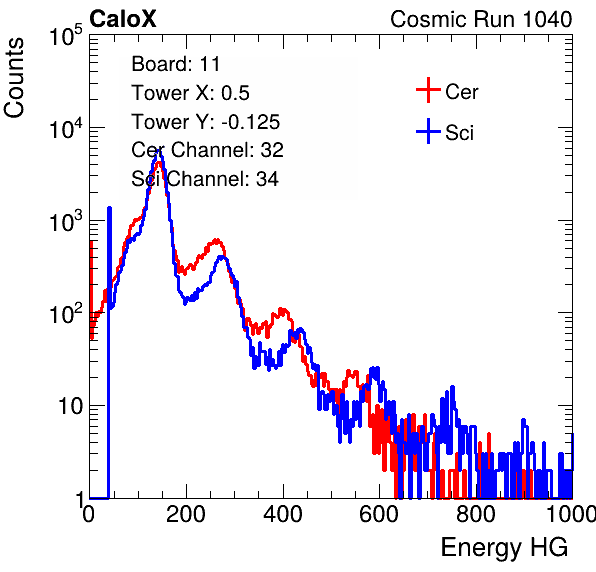 CaloX Cosmic Run 1040
Counts
Board: 11
Tower X: 0.5
Tower Y: -0.125
Cer Channel: 32
Sci Channel: 34
Cer
Sci
10^5
10^4
10^3
10^2
10
1
0 200 400 600 800 1000
Energy HG